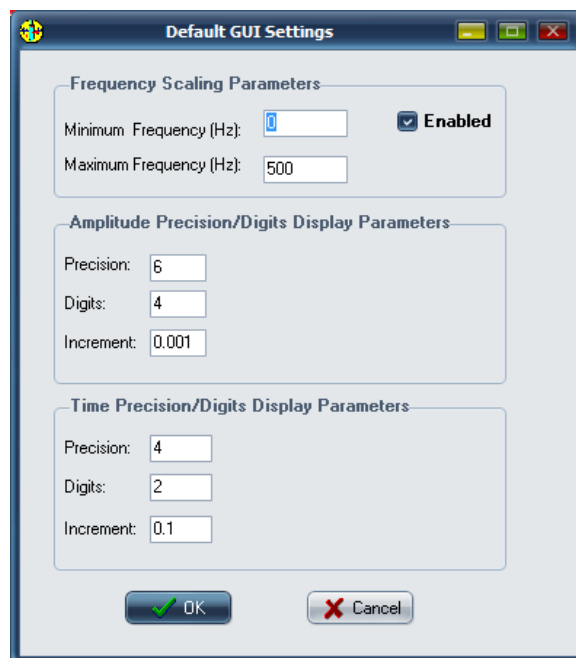 Default GUI Settings
Frequency Scaling Parameters
Minimum Frequency (Hz): 0 Enabled
Maximum Frequency (Hz): 500
Amplitude Precision/Digits Display Parameters
Precision: 6
Digits: 4
Increment: 0.001
Time Precision/Digits Display Parameters
Precision: 4
Digits: 2
Increment: 0.1
OK Cancel